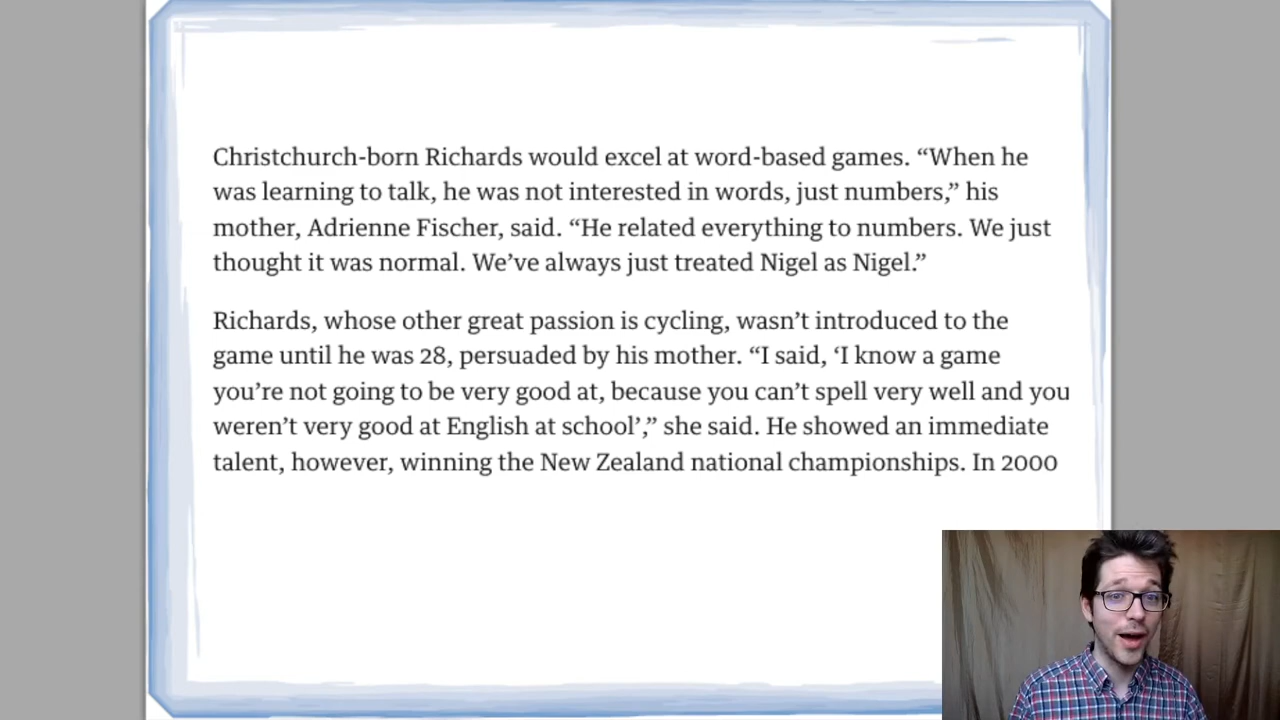 Christchurch-born Richards would excel at word-based games. “When he
was learning to talk, he was not interested in words, just numbers,” his
mother, Adrienne Fischer, said. “He related everything to numbers. We just
thought it was normal. We’ve always just treated Nigel as Nigel.”
Richards, whose other great passion is cycling, wasn’t introduced to the
game until he was 28, persuaded by his mother. “I said, ‘I know a game
you’re not going to be very good at, because you can’t spell very well and you
weren’t very good at English at school’,” she said. He showed an immediate
talent, however, winning the New Zealand national championships. In 2000